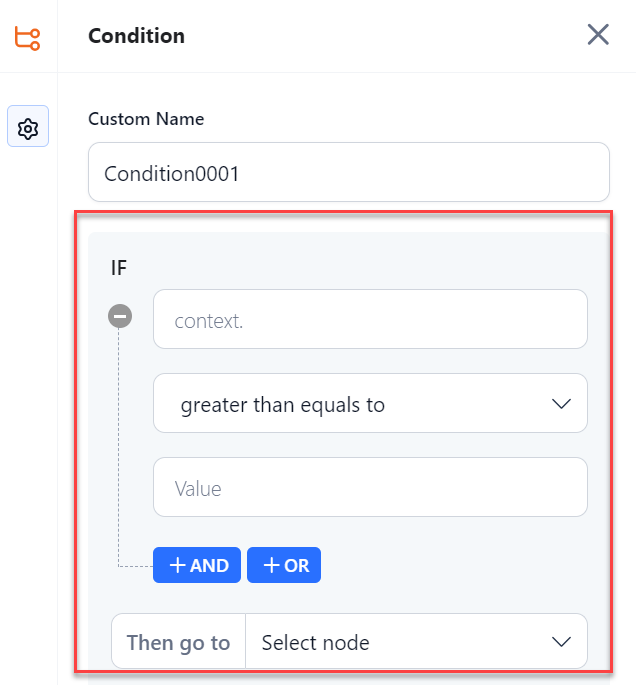 Condition
Custom Name
Condition0001
IF
context.
greater than equals to
Value
+ AND + OR
Then go to Select node